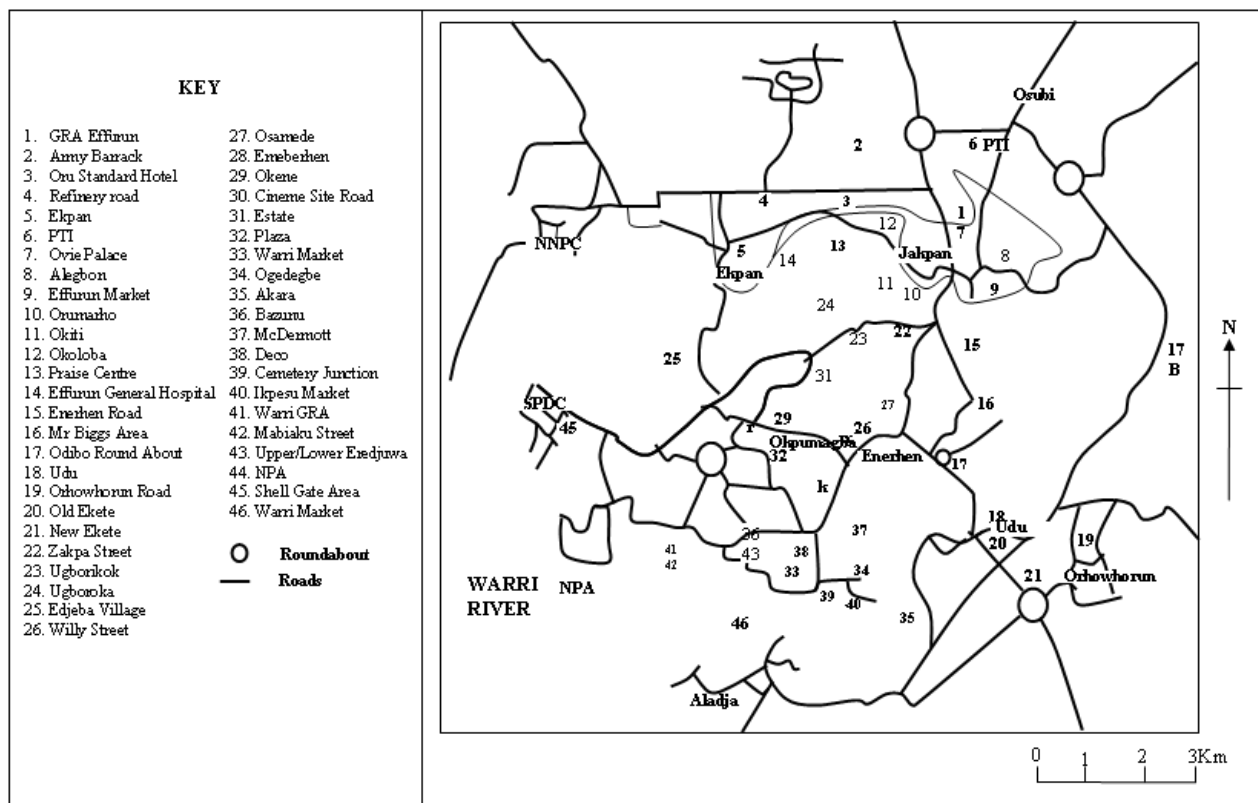 KEY
1. GRA Effurun
2. Army Barrack
3. Oru Standard Hotel
4. Refinery road
5. Ekpan
6. PTI
7. Ovie Palace
8. Alegbon
9. Effurun Market
10. Orumarho
11. Okiti
12. Okoloba
13. Praise Centre
14. Effurun General Hospital
15. Enerhen Road
16. Mr Biggs Area
17. Odibo Round About
18. Udu
19. Orhowhorun Road
20. Old Ekete
21. New Ekete
22. Zakpa Street
23. Ugborikok
24. Ugboroka
25. Edjeba Village
26. Willy Street
27. Osamede
28. Emeberhen
29. Okene
30. Cineme Site Road
31. Estate
32. Plaza
33. Warri Market
34. Ogedegbe
35. Akara
36. Bazunu
37. McDermott
38. Deco
39. Cemetery Junction
40. Ikpesu Market
41. Warri GRA
42. Mabiaku Street
43. Upper/Lower Eredjuwa
44. NPA
45. Shell Gate Area
46. Warri Market
Roundabout
Roads
Osubi
2
6 PTI
4
3
1
7
12
NNPC
5
13
Jakpan
8
Ekpan
14
11
10
9
24
22
23
15
17
B
N
25
31
27
16
SPDC
45
29
r
26
Okpumagba
32
Enerhen
17
k
18
Udu
20
36
37
19
41
43
38
42
33
34
21
Orhowhorun
WARRI
RIVER
NPA
39
40
35
46
Aladja
0
1
2
3Km